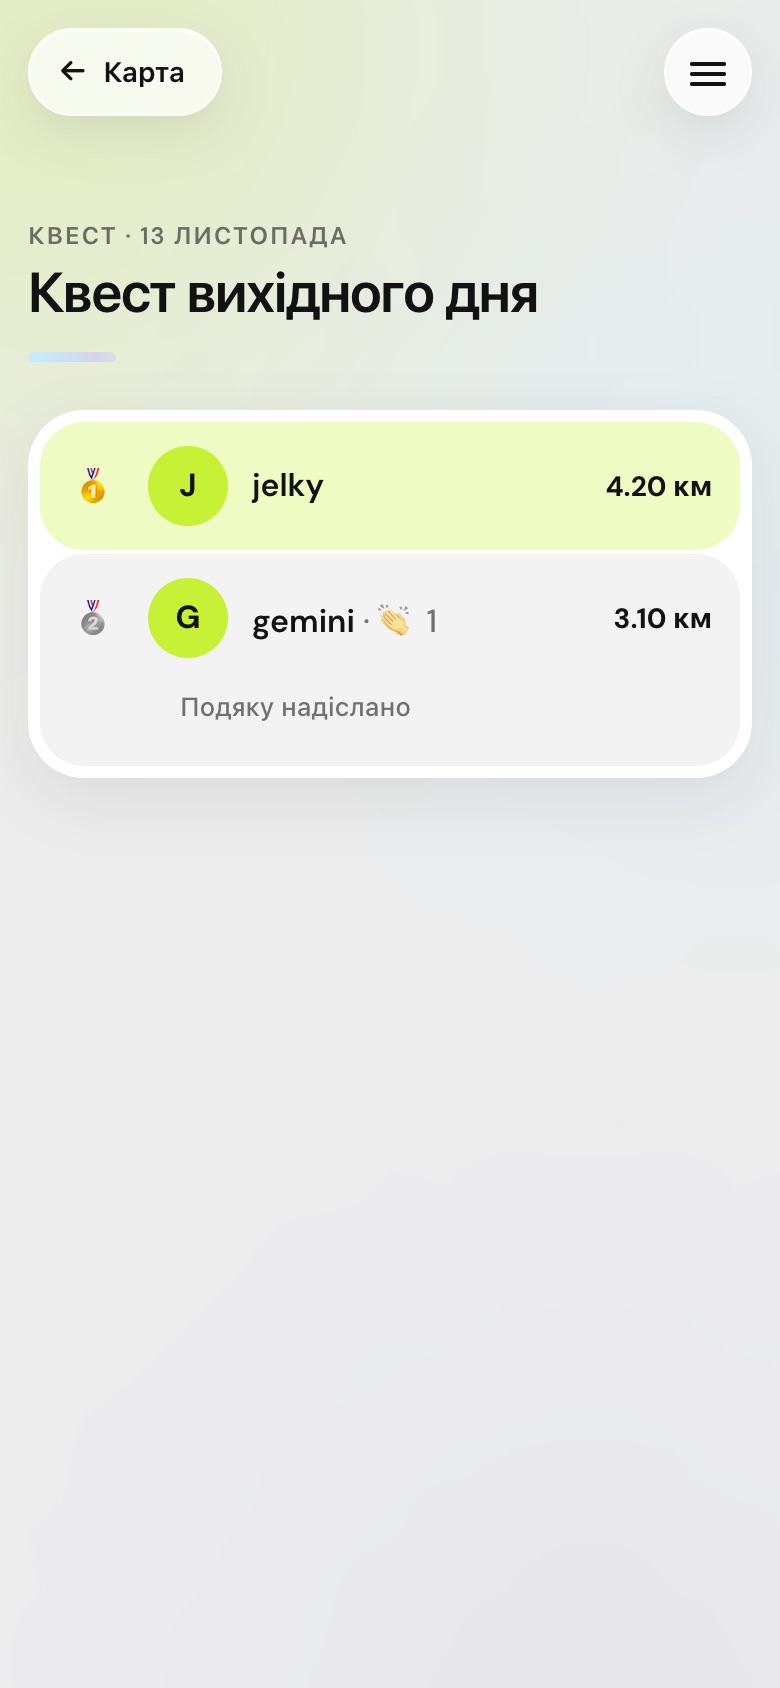 ← Карта
КВЕСТ · 13 ЛИСТОПАДА
Квест вихідного дня
🥇 J jelky 4.20 км
🥈 G gemini · 👏 1 3.10 км
Подяку надіслано